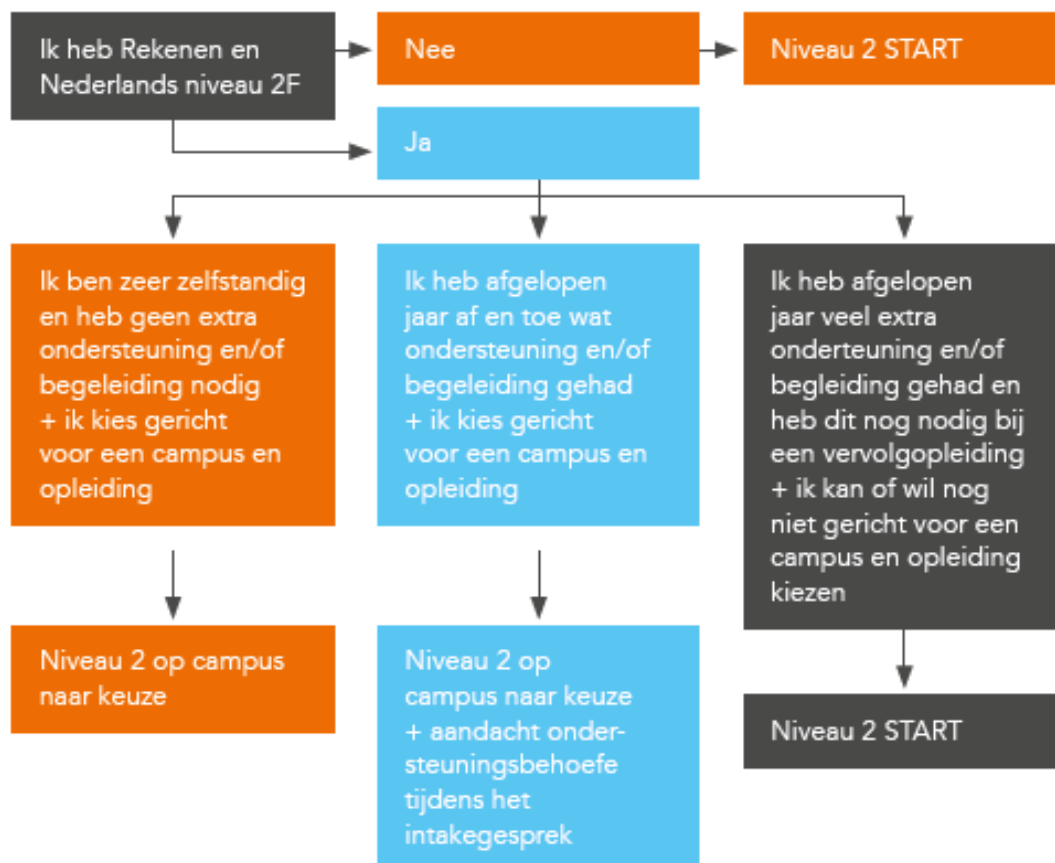 Ik heb Rekenen en
Nederlands niveau 2F
Nee
Niveau 2 START
Ja
Ik ben zeer zelfstandig
en heb geen extra
ondersteuning en/of
begeleiding nodig
+ ik kies gericht
voor een campus en
opleiding
Ik heb afgelopen
jaar af en toe wat
ondersteuning en/of
begeleiding gehad
+ ik kies gericht
voor een campus en
opleiding
Ik heb afgelopen
jaar veel extra
onderteuning en/of
begleiding gehad en
heb dit nog nodig bij
een vervolgopleiding
+ ik kan of wil nog
niet gericht voor een
campus en opleiding
kiezen
Niveau 2 op campus
naar keuze
Niveau 2 op
campus naar keuze
+ aandacht onder-
steuningsbehoefe
tijdens het
intakegesprek
Niveau 2 START